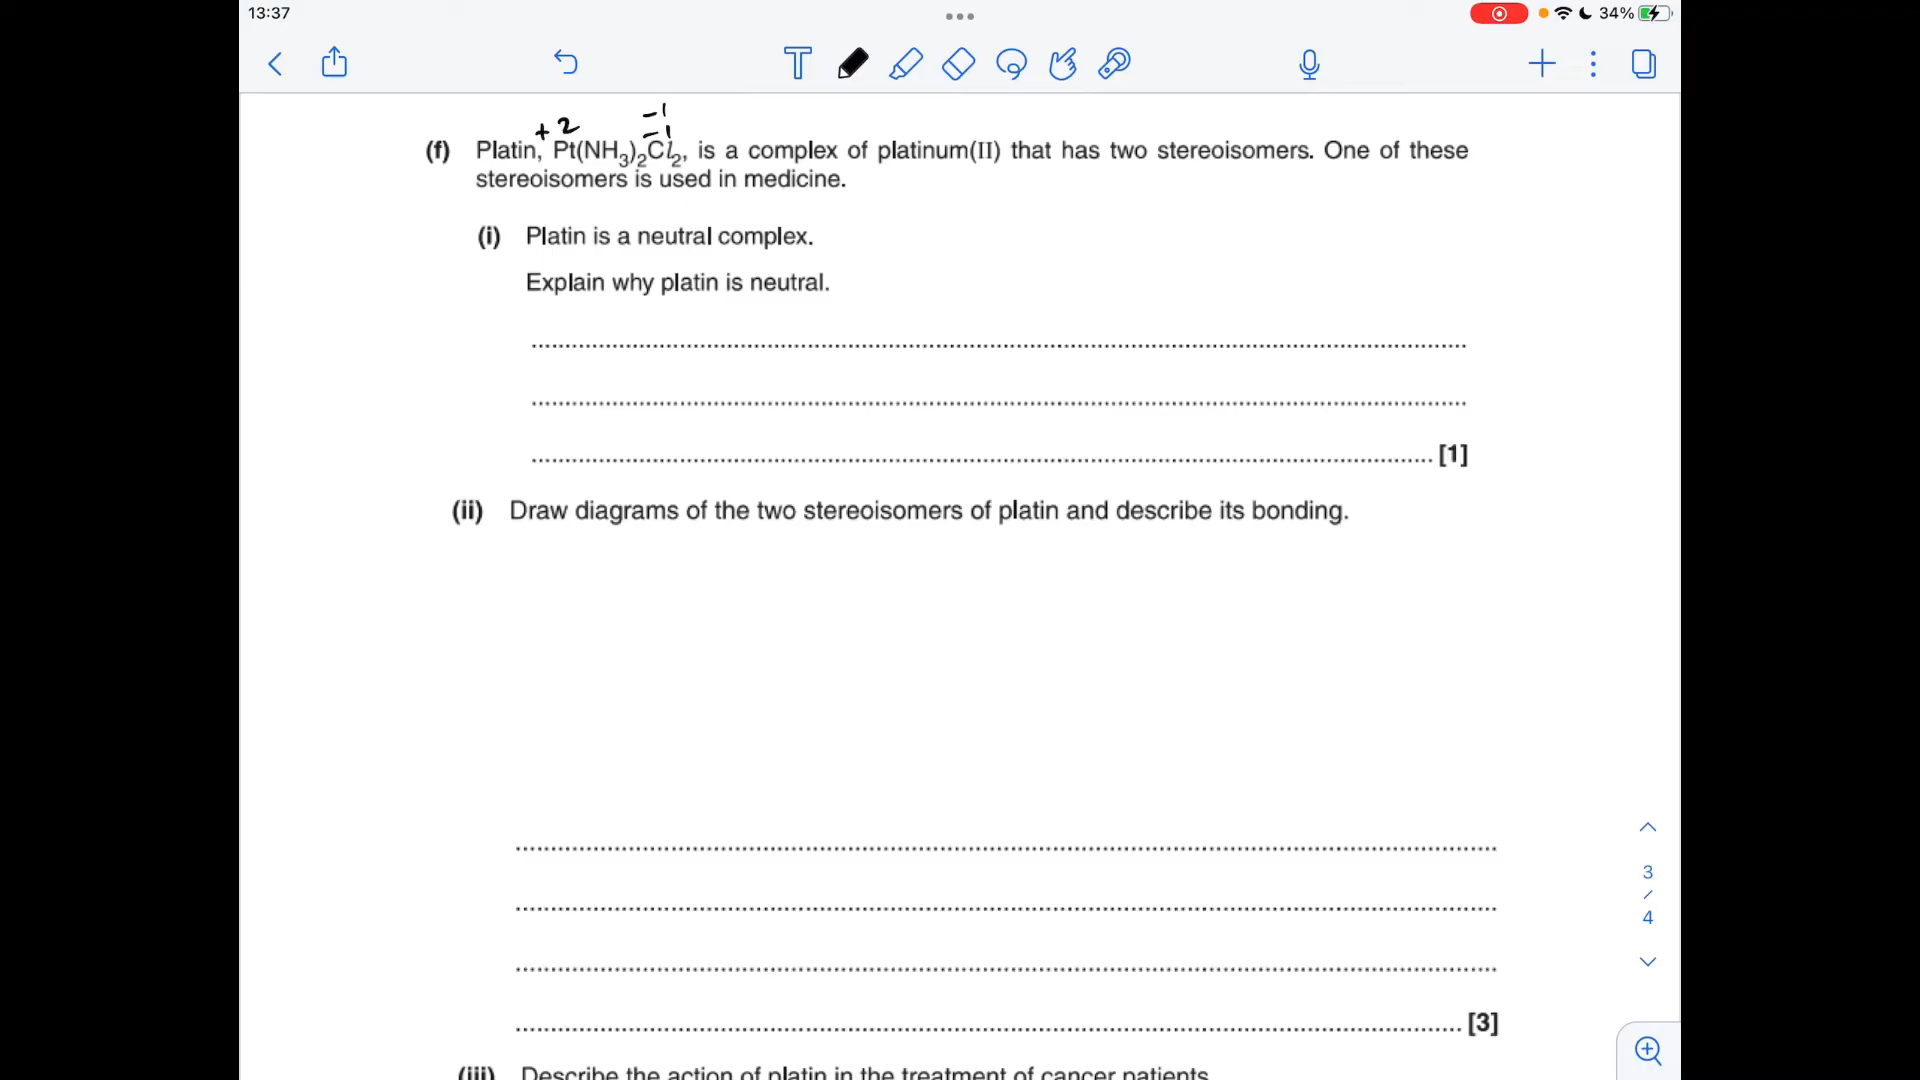 13:37
34%
+2
-1
-1
(f) Platin, Pt(NH3)2Cl2, is a complex of platinum(II) that has two stereoisomers. One of these
stereoisomers is used in medicine.
(i) Platin is a neutral complex.
Explain why platin is neutral.
[1]
(ii) Draw diagrams of the two stereoisomers of platin and describe its bonding.
3
/
4
[3]
(iii) Describe the action of platin in the treatment of cancer patients